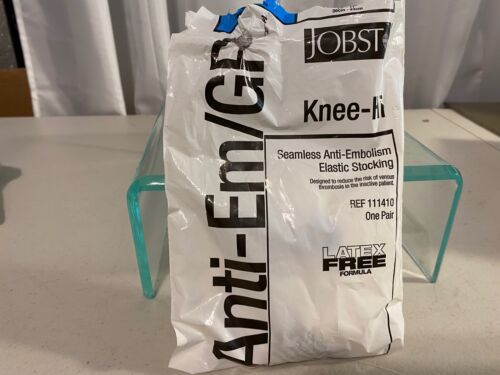 JOBST
Anti-Em/GP
Knee-Hi
Seamless Anti-Embolism
Elastic Stocking
Designed to reduce the risk of venous
thrombosis in the inactive patient.
REF 111410
One Pair
LATEX
FREE
FORMULA